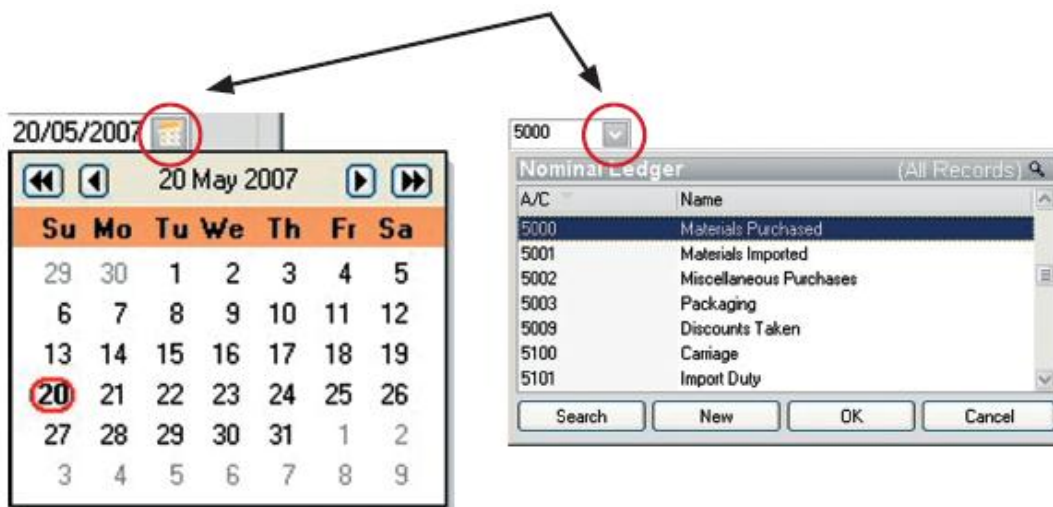 20/05/2007
20 May 2007
Su Mo Tu We Th Fr Sa
29 30 1 2 3 4 5
6 7 8 9 10 11 12
13 14 15 16 17 18 19
20 21 22 23 24 25 26
27 28 29 30 31 1 2
3 4 5 6 7 8 9
5000
Nominal Ledger (All Records)
A/C Name
5000 Materials Purchased
5001 Materials Imported
5002 Miscellaneous Purchases
5003 Packaging
5009 Discounts Taken
5100 Carriage
5101 Import Duty
Search New OK Cancel